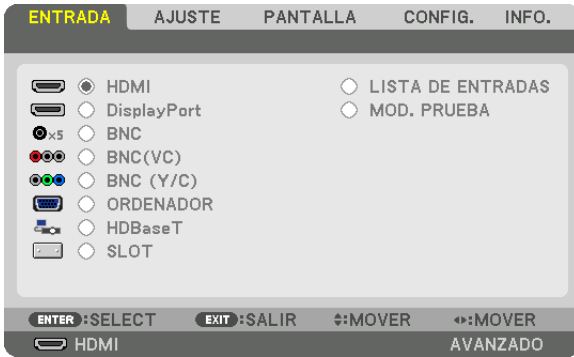 ENTRADA AJUSTE PANTALLA CONFIG. INFO.
HDMI LISTA DE ENTRADAS
DisplayPort MOD. PRUEBA
×5 BNC
BNC(VC)
BNC (Y/C)
ORDENADOR
HDBaseT
SLOT
ENTER :SELECT EXIT :SALIR :MOVER :MOVER
HDMI AVANZADO